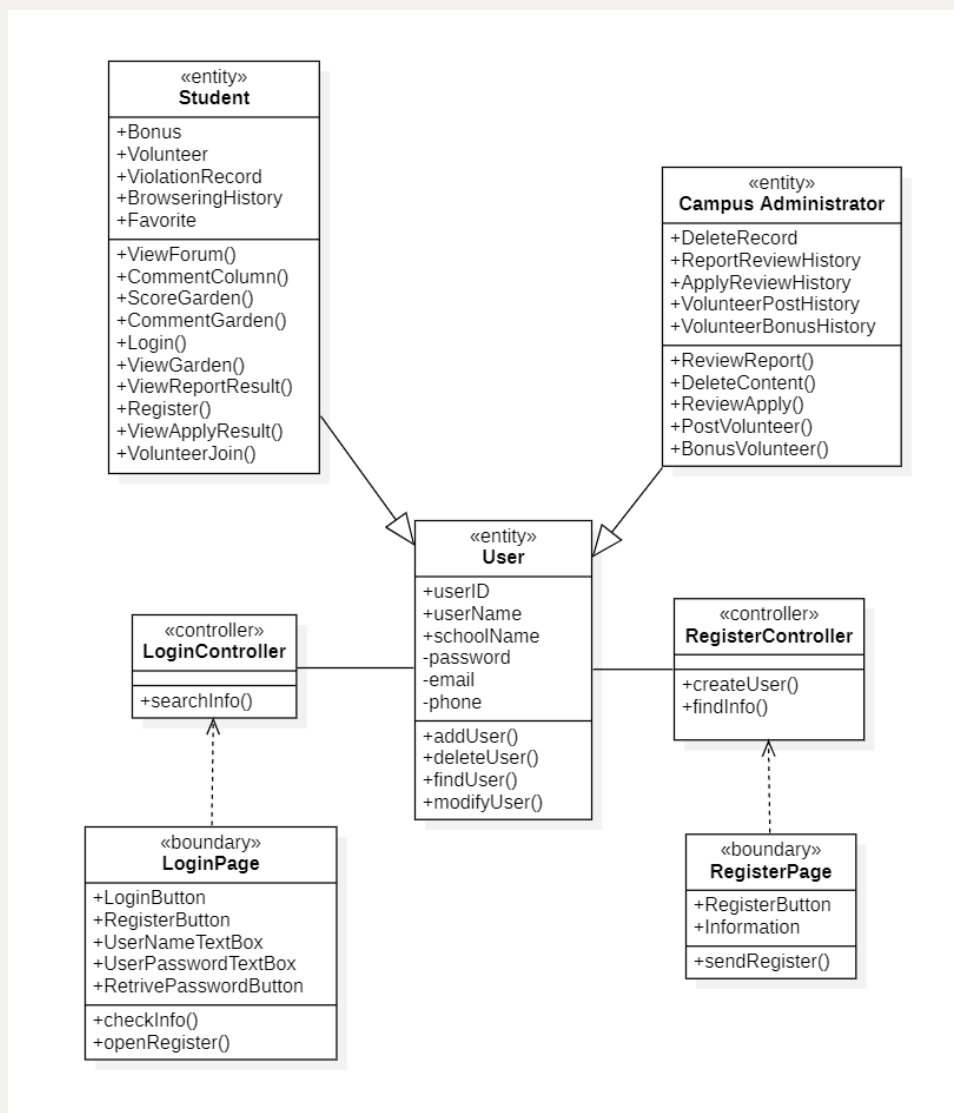 «entity»
Student
+Bonus
+Volunteer
+ViolationRecord
+BrowseringHistory
+Favorite
+ViewForum()
+CommentColumn()
+ScoreGarden()
+CommentGarden()
+Login()
+ViewGarden()
+ViewReportResult()
+Register()
+ViewApplyResult()
+VolunteerJoin()
«entity»
Campus Administrator
+DeleteRecord
+ReportReviewHistory
+ApplyReviewHistory
+VolunteerPostHistory
+VolunteerBonusHistory
+ReviewReport()
+DeleteContent()
+ReviewApply()
+PostVolunteer()
+BonusVolunteer()
«entity»
User
+userID
+userName
+schoolName
-password
-email
-phone
+addUser()
+deleteUser()
+findUser()
+modifyUser()
«controller»
LoginController
+searchInfo()
«controller»
RegisterController
+createUser()
+findInfo()
«boundary»
LoginPage
+LoginButton
+RegisterButton
+UserNameTextBox
+UserPasswordTextBox
+RetrivePasswordButton
+checkInfo()
+openRegister()
«boundary»
RegisterPage
+RegisterButton
+Information
+sendRegister()